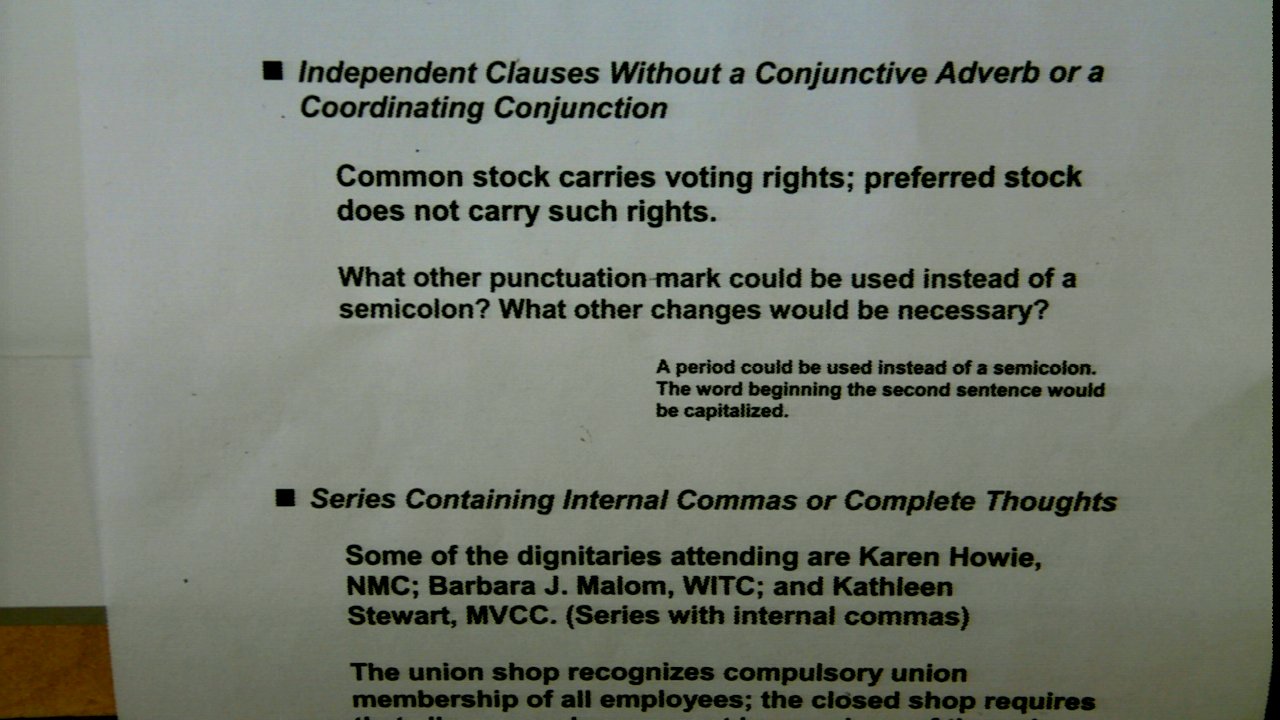 ■ Independent Clauses Without a Conjunctive Adverb or a
Coordinating Conjunction
Common stock carries voting rights; preferred stock
does not carry such rights.
What other punctuation mark could be used instead of a
semicolon? What other changes would be necessary?
A period could be used instead of a semicolon.
The word beginning the second sentence would
be capitalized.
■ Series Containing Internal Commas or Complete Thoughts
Some of the dignitaries attending are Karen Howie,
NMC; Barbara J. Malom, WITC; and Kathleen
Stewart, MVCC. (Series with internal commas)
The union shop recognizes compulsory union
membership of all employees; the closed shop requires